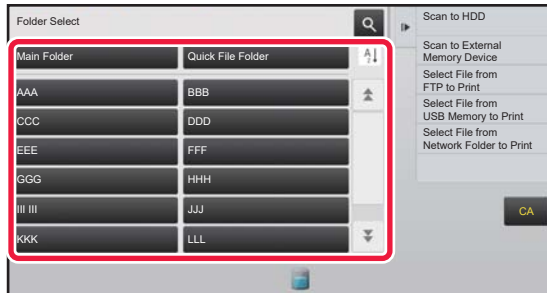 Folder Select
Main Folder
Quick File Folder
AAA
BBB
CCC
DDD
EEE
FFF
GGG
HHH
III III
JJJ
KKK
LLL
Scan to HDD
Scan to External
Memory Device
Select File from
FTP to Print
Select File from
USB Memory to Print
Select File from
Network Folder to Print
CA